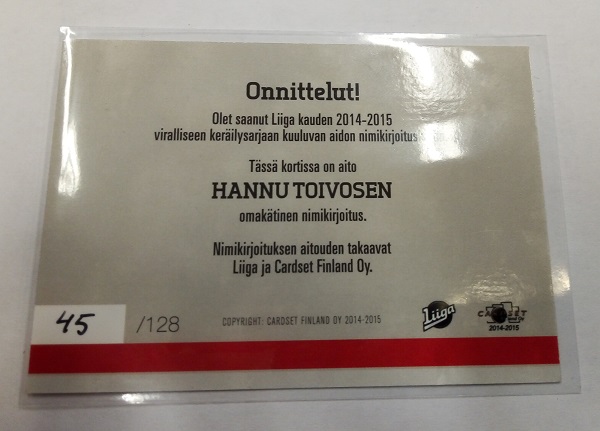 Onnittelut!
Olet saanut Liiga kauden 2014-2015
viralliseen keräilysarjaan kuuluvan aidon nimikirjoitus
Tässä kortissa on aito
HANNU TOIVOSEN
omakätinen nimikirjoitus.
Nimikirjoituksen aitouden takaavat
Liiga ja Cardset Finland Oy.
45 /128 COPYRIGHT: CARDSET FINLAND OY 2014-2015 Liiga CARDSET
2014-2015